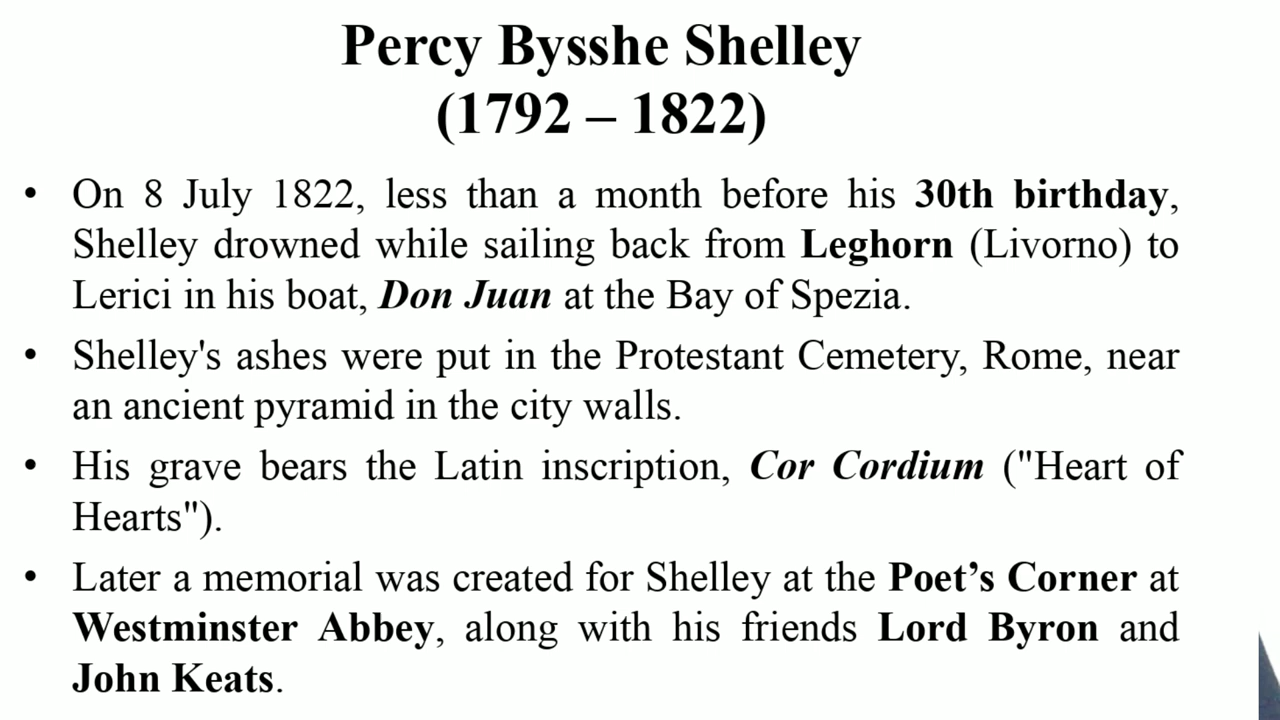 Percy Bysshe Shelley
(1792 – 1822)
• On 8 July 1822, less than a month before his 30th birthday,
Shelley drowned while sailing back from Leghorn (Livorno) to
Lerici in his boat, Don Juan at the Bay of Spezia.
• Shelley's ashes were put in the Protestant Cemetery, Rome, near
an ancient pyramid in the city walls.
• His grave bears the Latin inscription, Cor Cordium ("Heart of
Hearts").
• Later a memorial was created for Shelley at the Poet’s Corner at
Westminster Abbey, along with his friends Lord Byron and
John Keats.